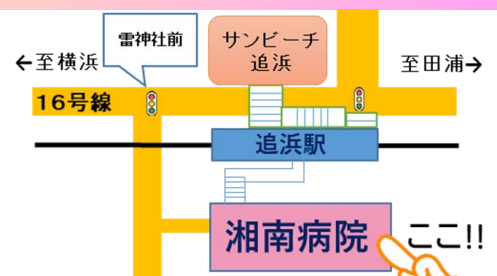 雷神社前
サンビーチ
追浜
←至横浜
至田浦→
16号線
追浜駅
湘南病院
ここ!!